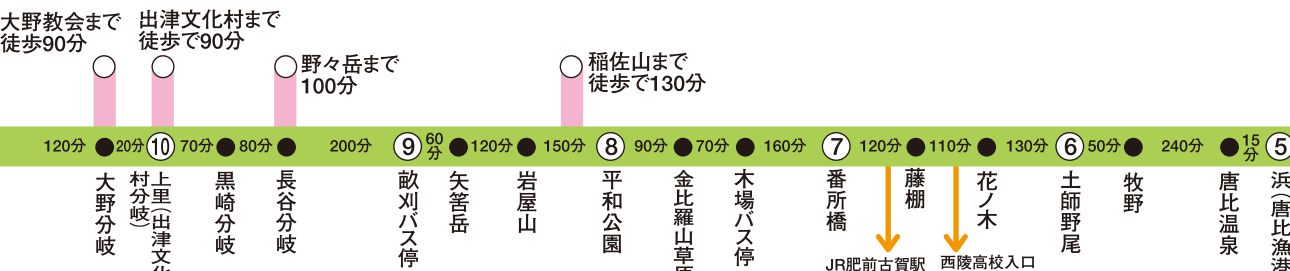 大野教会まで
徒歩90分
出津文化村まで
徒歩で90分
野々岳まで
100分
稲佐山まで
徒歩で130分
120分
20分
10
70分
80分
200分
9
60
分
120分
150分
8
90分
70分
160分
7
120分
110分
130分
6
50分
240分
15
分
5
大野分岐
上里(出津文化
村分岐)
黒崎分岐
長谷分岐
畝刈バス停
矢筈岳
岩屋山
平和公園
金比羅山草原
木場バス停
番所橋
藤棚
花ノ木
土師野尾
牧野
唐比温泉
浜(唐比漁港
JR肥前古賀駅
西陵高校入口